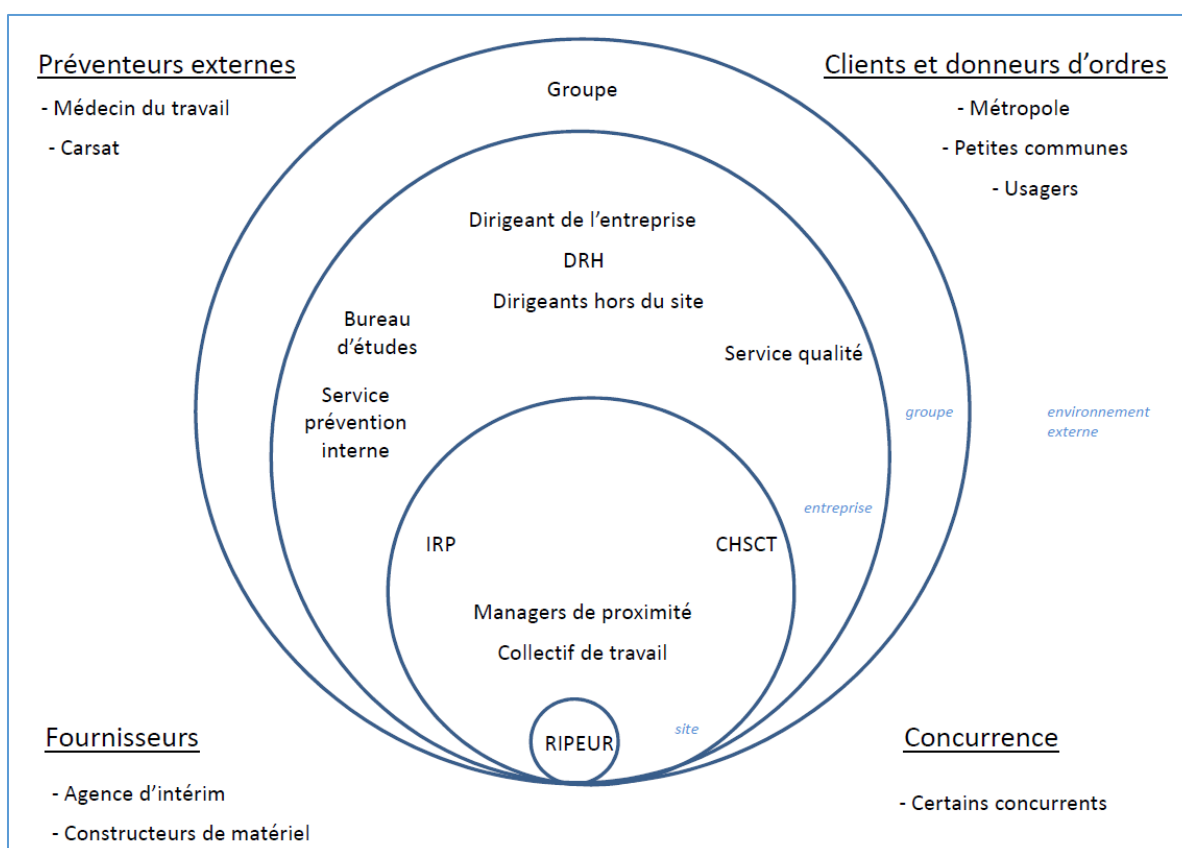 Préventeurs externes
- Médecin du travail
- Carsat
Clients et donneurs d'ordres
- Métropole
- Petites communes
- Usagers
Groupe
Dirigeant de l'entreprise
DRH
Dirigeants hors du site
Bureau
d'études
Service qualité
Service
prévention
interne
groupe
environnement
externe
entreprise
IRP
CHSCT
Managers de proximité
Collectif de travail
site
RIPEUR
Fournisseurs
- Agence d'intérim
- Constructeurs de matériel
Concurrence
- Certains concurrents